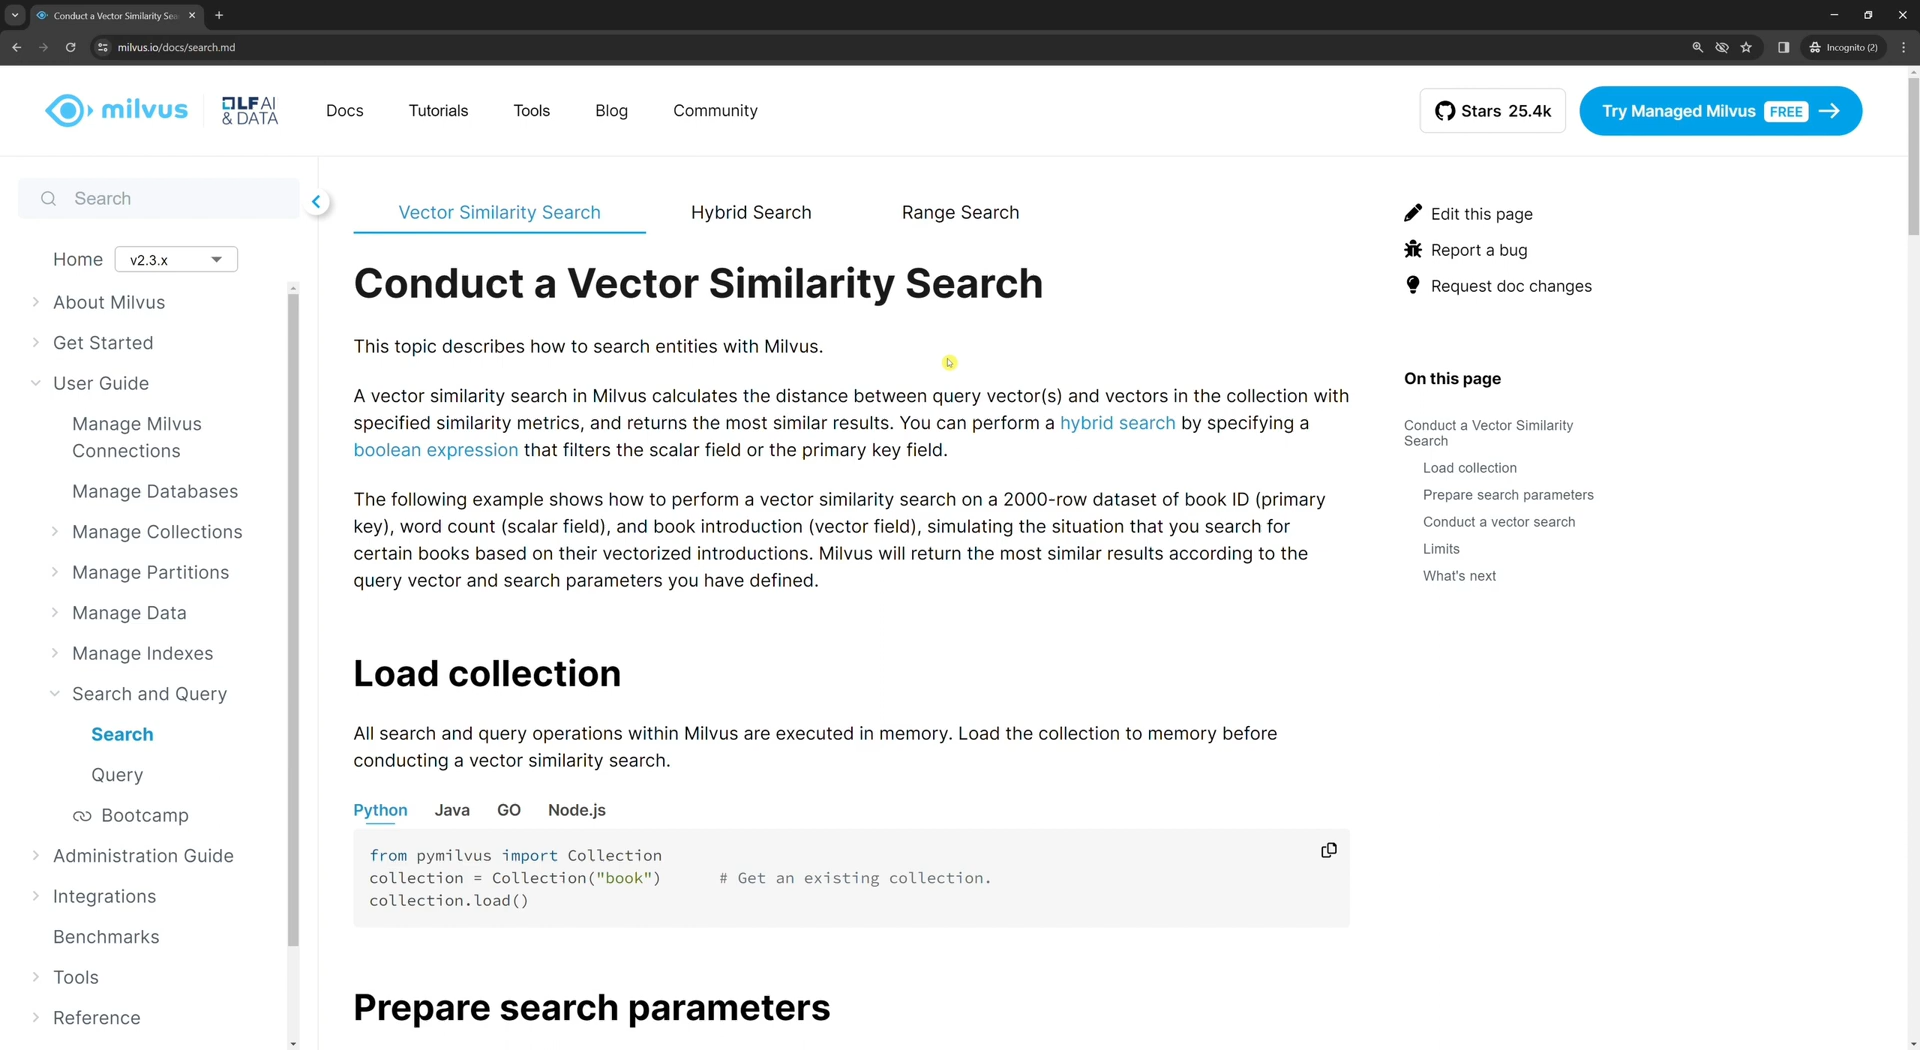 Conduct a Vector Similarity Sea
milvus.io/docs/search.md
Incognito (2)
milvus
LF AI
& DATA
Docs
Tutorials
Tools
Blog
Community
Stars 25.4k
Try Managed Milvus FREE
Search
Home
v2.3.x
About Milvus
Get Started
User Guide
Manage Milvus
Connections
Manage Databases
Manage Collections
Manage Partitions
Manage Data
Manage Indexes
Search and Query
Search
Query
Bootcamp
Administration Guide
Integrations
Benchmarks
Tools
Reference
Vector Similarity Search
Hybrid Search
Range Search
Conduct a Vector Similarity Search
This topic describes how to search entities with Milvus.
A vector similarity search in Milvus calculates the distance between query vector(s) and vectors in the collection with
specified similarity metrics, and returns the most similar results. You can perform a hybrid search by specifying a
boolean expression that filters the scalar field or the primary key field.
The following example shows how to perform a vector similarity search on a 2000-row dataset of book ID (primary
key), word count (scalar field), and book introduction (vector field), simulating the situation that you search for
certain books based on their vectorized introductions. Milvus will return the most similar results according to the
query vector and search parameters you have defined.
Load collection
All search and query operations within Milvus are executed in memory. Load the collection to memory before
conducting a vector similarity search.
Python
Java
GO
Node.js
from pymilvus import Collection
collection = Collection("book")      # Get an existing collection.
collection.load()
Prepare search parameters
Edit this page
Report a bug
Request doc changes
On this page
Conduct a Vector Similarity
Search
Load collection
Prepare search parameters
Conduct a vector search
Limits
What's next